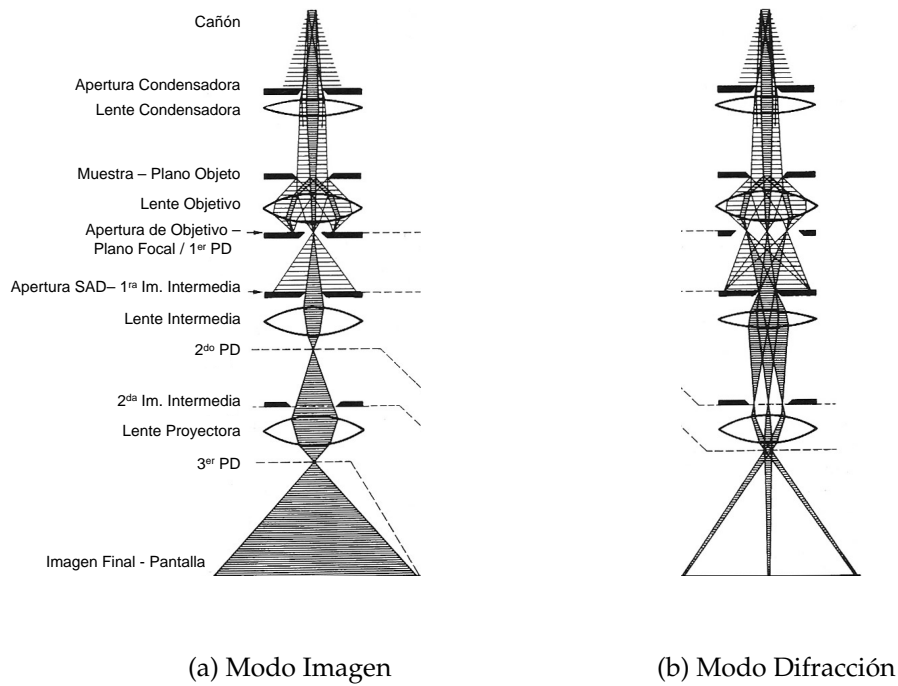 Cañón
Apertura Condensadora
Lente Condensadora
Muestra – Plano Objeto
Lente Objetivo
Apertura de Objetivo –
Plano Focal / 1er PD
Apertura SAD– 1ra Im. Intermedia
Lente Intermedia
2do PD
2da Im. Intermedia
Lente Proyectora
3er PD
Imagen Final - Pantalla
(a) Modo Imagen
(b) Modo Difracción